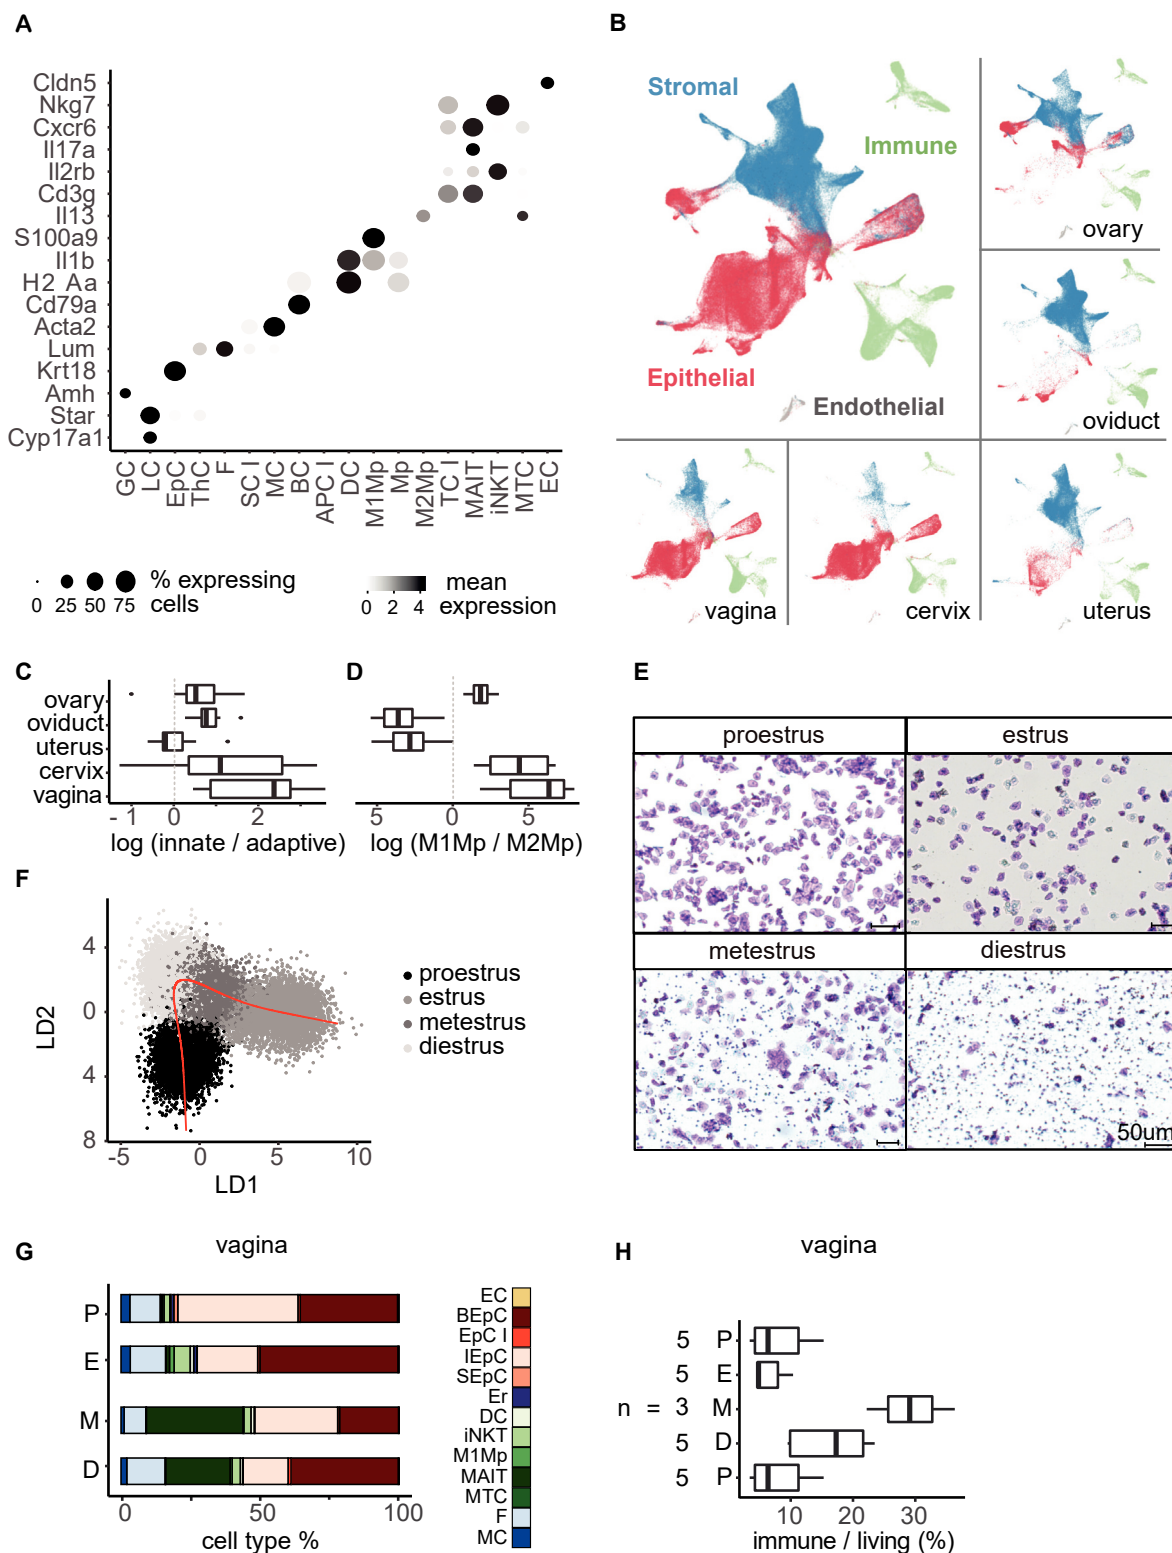 A
Cldn5
Nkg7
Cxcr6
Il17a
Il2rb
Cd3g
Il13
S100a9
Il1b
H2 Aa
Cd79a
Acta2
Lum
Krt18
Amh
Star
Cyp17a1
GC
LC
EpC
ThC
F
SC I
MC
BC
APC I
DC
M1Mp
Mp
M2Mp
TC I
MAIT
iNKT
MTC
EC
0 25 50 75
% expressing
cells
0 2 4
mean
expression
B
Stromal
Immune
Epithelial
Endothelial
ovary
oviduct
vagina
cervix
uterus
C
ovary
oviduct
uterus
cervix
vagina
- 1 0 2
log (innate / adaptive)
D
5 0 5
log (M1Mp / M2Mp)
E
proestrus
estrus
metestrus
diestrus
50um
F
4
0
4
8
LD2
-5 0 5 10
LD1
proestrus
estrus
metestrus
diestrus
G
vagina
P
E
M
D
0 50 100
cell type %
EC
BEpC
EpC I
IEpC
SEpC
Er
DC
iNKT
M1Mp
MAIT
MTC
F
MC
H
vagina
5 P
5 E
n = 3 M
5 D
5 P
10 20 30
immune / living (%)